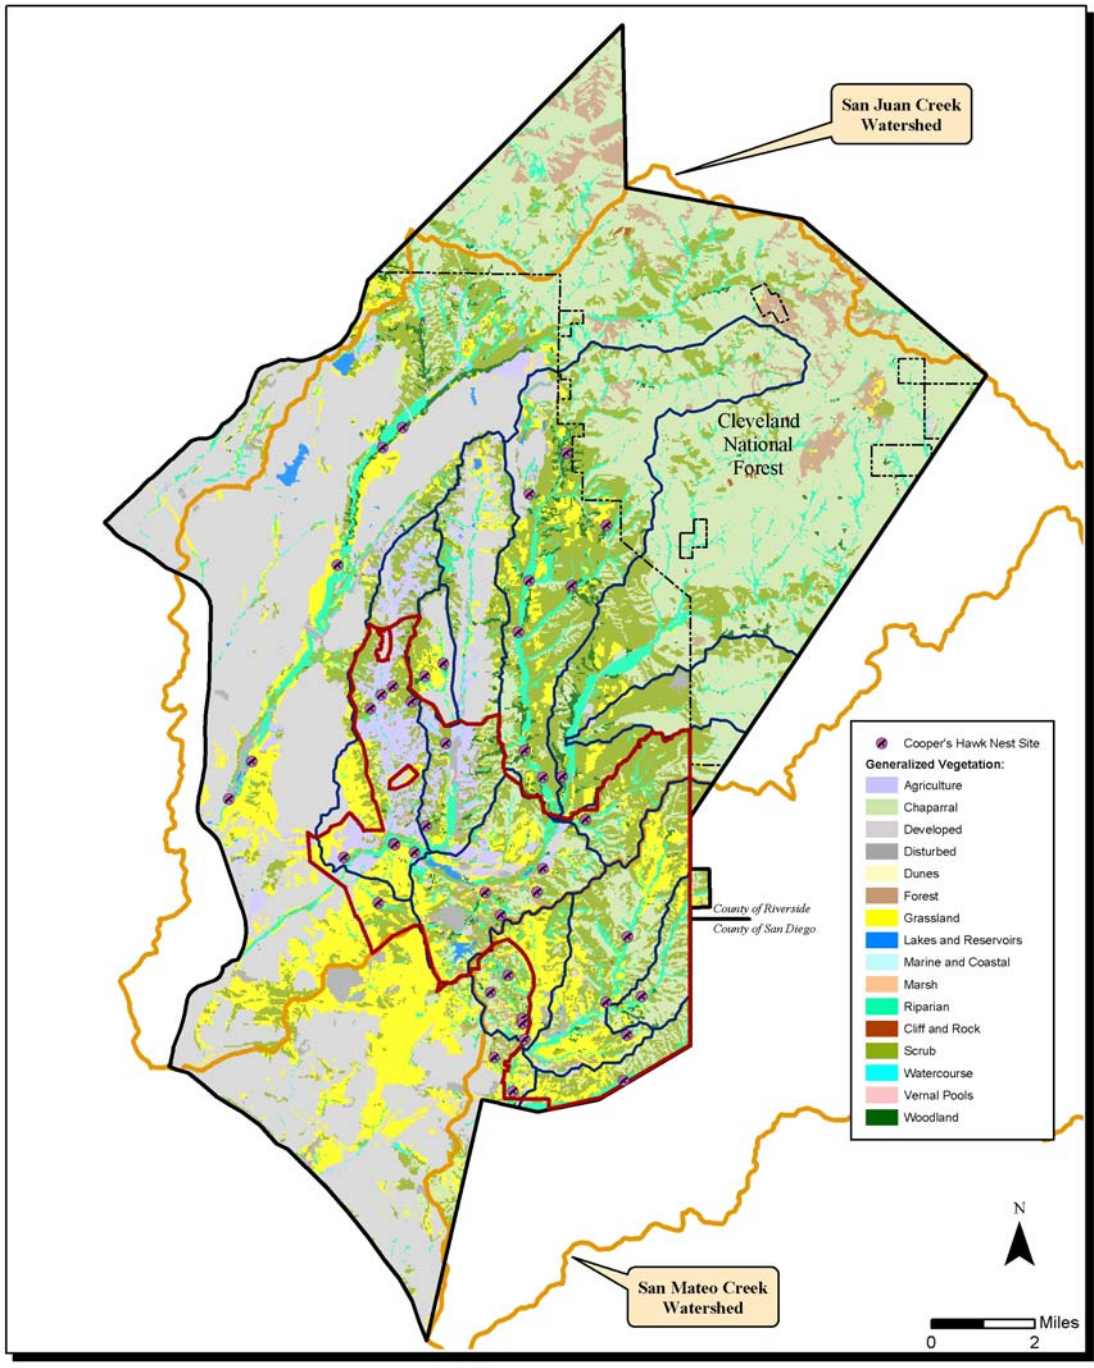 San Juan Creek
Watershed
Cleveland
National
Forest
Cooper's Hawk Nest Site
Generalized Vegetation:
Agriculture
Chaparral
Developed
Disturbed
Dunes
Forest
Grassland
Lakes and Reservoirs
Marine and Coastal
Marsh
Riparian
Cliff and Rock
Scrub
Watercourse
Vernal Pools
Woodland
County of Riverside
County of San Diego
San Mateo Creek
Watershed
N
Miles
0 2